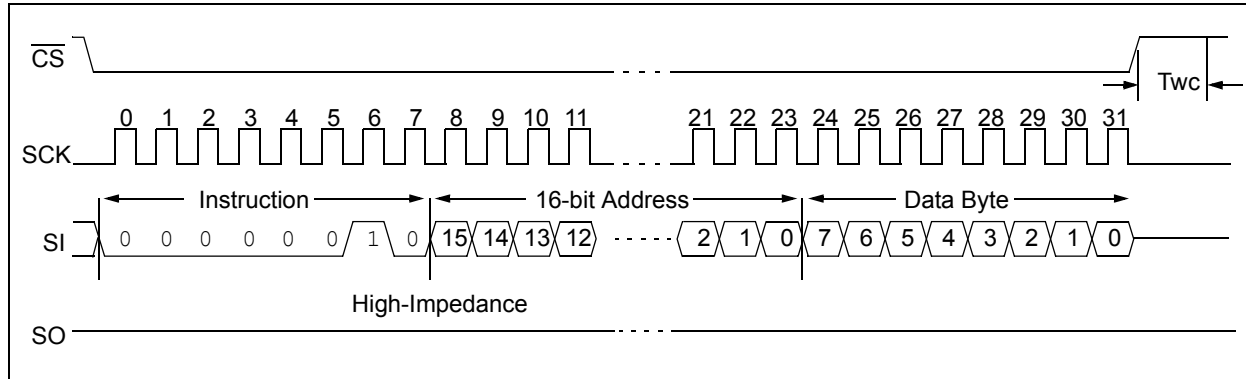 CS
Twc
0 1 2 3 4 5 6 7 8 9 10 11 21 22 23 24 25 26 27 28 29 30 31
SCK
Instruction 16-bit Address Data Byte
SI 0 0 0 0 0 0 1 0 15 14 13 12 2 1 0 7 6 5 4 3 2 1 0
High-Impedance
SO